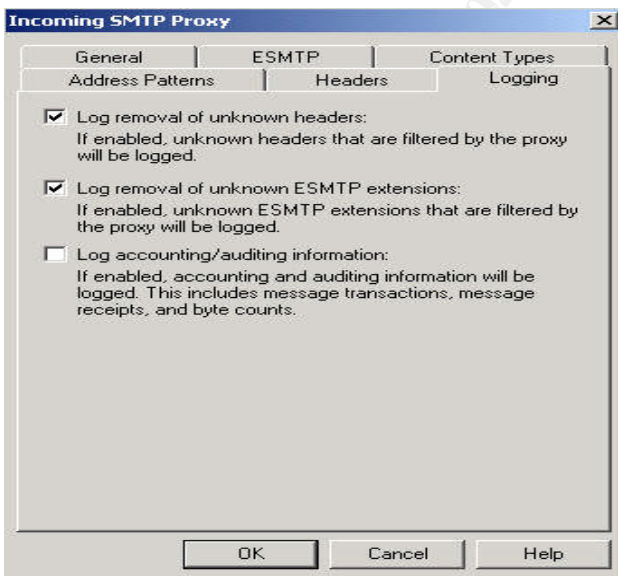 Incoming SMTP Proxy
General ESMTP Content Types
Address Patterns Headers Logging
Log removal of unknown headers:
If enabled, unknown headers that are filtered by the proxy
will be logged.
Log removal of unknown ESMTP extensions:
If enabled, unknown ESMTP extensions that are filtered by
the proxy will be logged.
Log accounting/auditing information:
If enabled, accounting and auditing information will be
logged. This includes message transactions, message
receipts, and byte counts.
OK Cancel Help